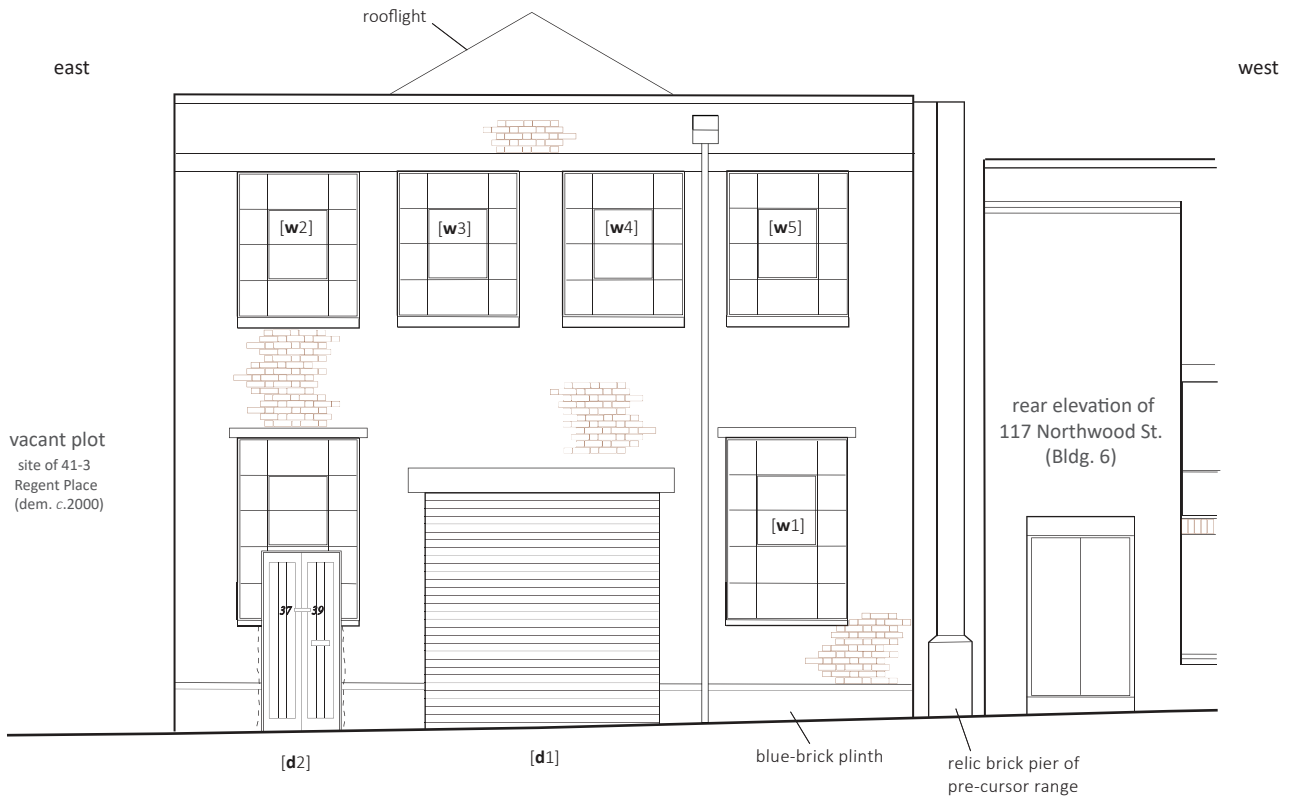 rooflight
east
west
[w2]
[w3]
[w4]
[w5]
vacant plot
site of 41-3
Regent Place
(dem. c.2000)
rear elevation of
117 Northwood St.
(Bldg. 6)
[w1]
37 39
[d2]
[d1]
blue-brick plinth
relic brick pier of
pre-cursor range